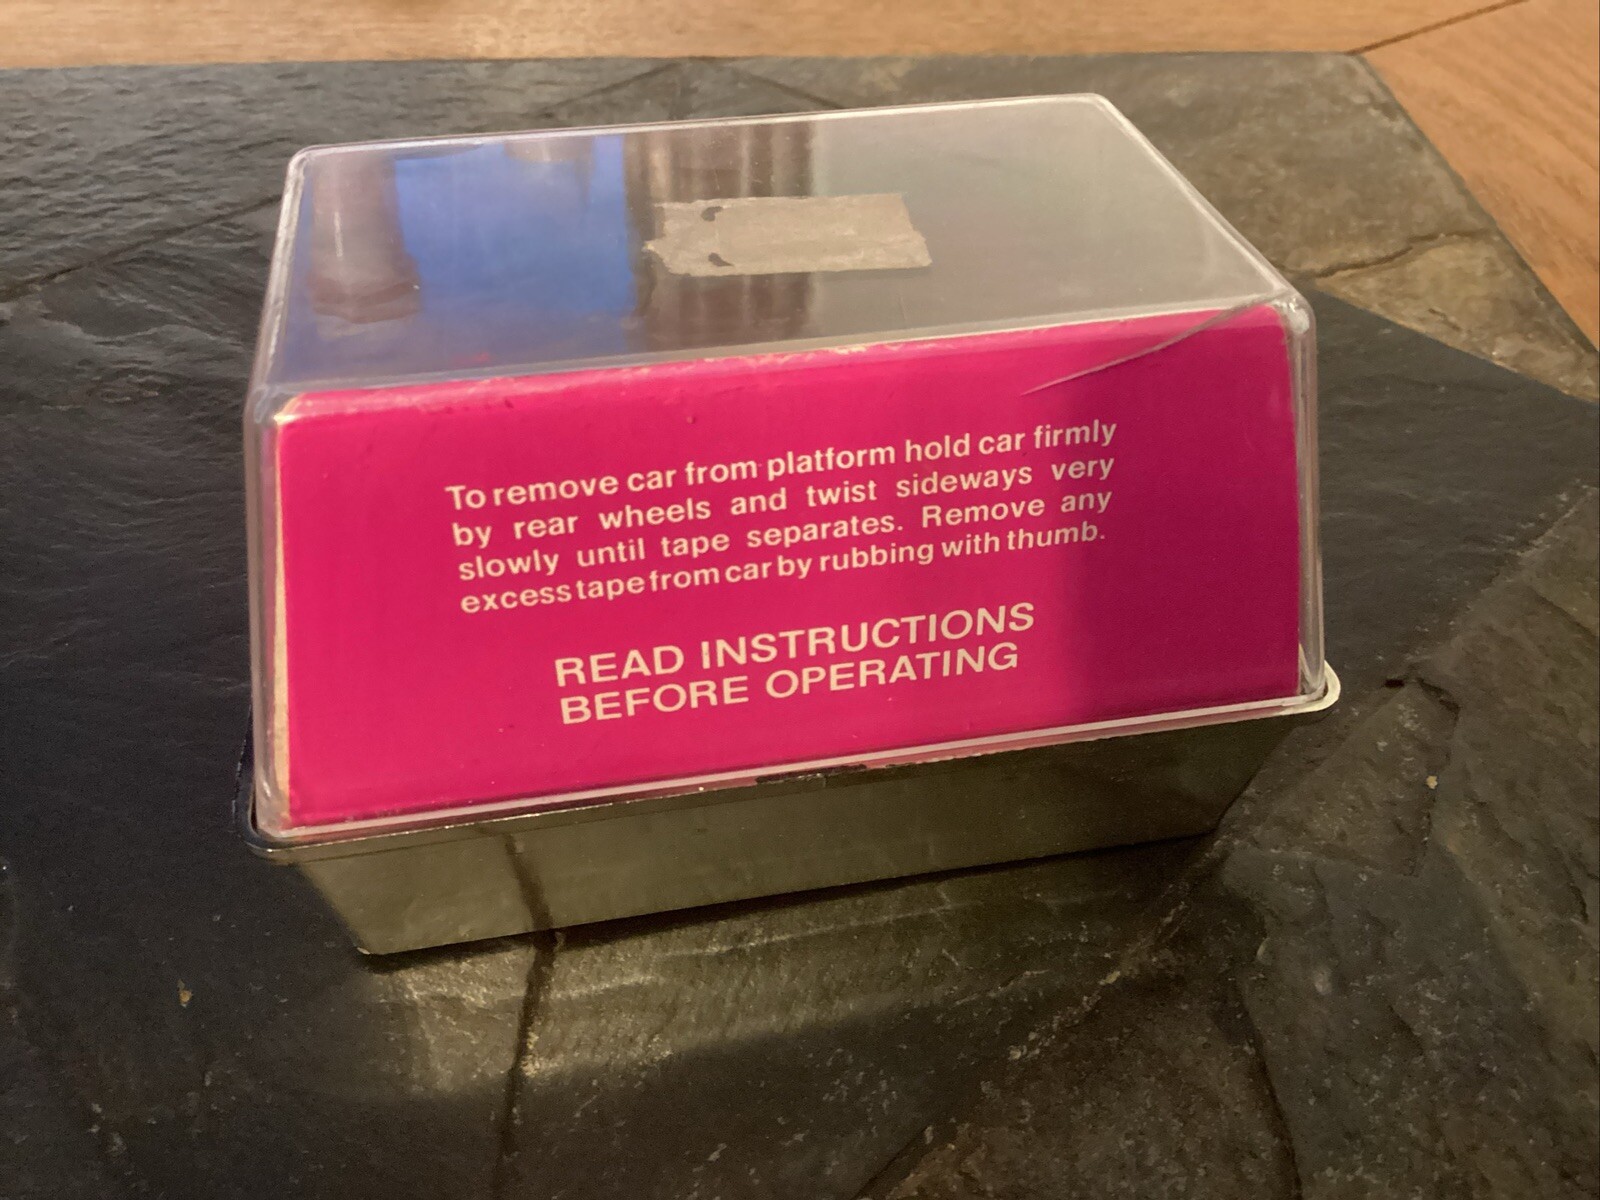 To remove car from platform hold car firmly
by rear wheels and twist sideways very
slowly until tape separates. Remove any
excess tape from car by rubbing with thumb.
READ INSTRUCTIONS
BEFORE OPERATING